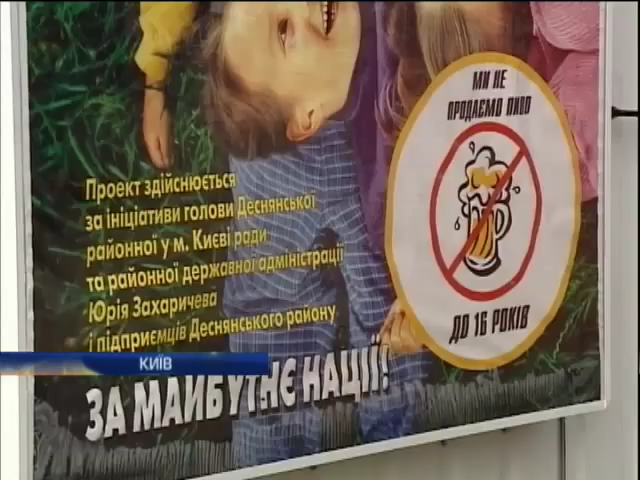 МИ НЕ
ПРОДАЄМО ПИВО
ДО 16 РОКІВ
Проект здійснюється
за ініціативи голови Деснянської
районної у м. Києві ради
та районної державної адміністрації
Юрія Захаричева
і підприємців Деснянського району
КИЇВ
ЗА МАЙБУТНЄ НАЦІЇ!